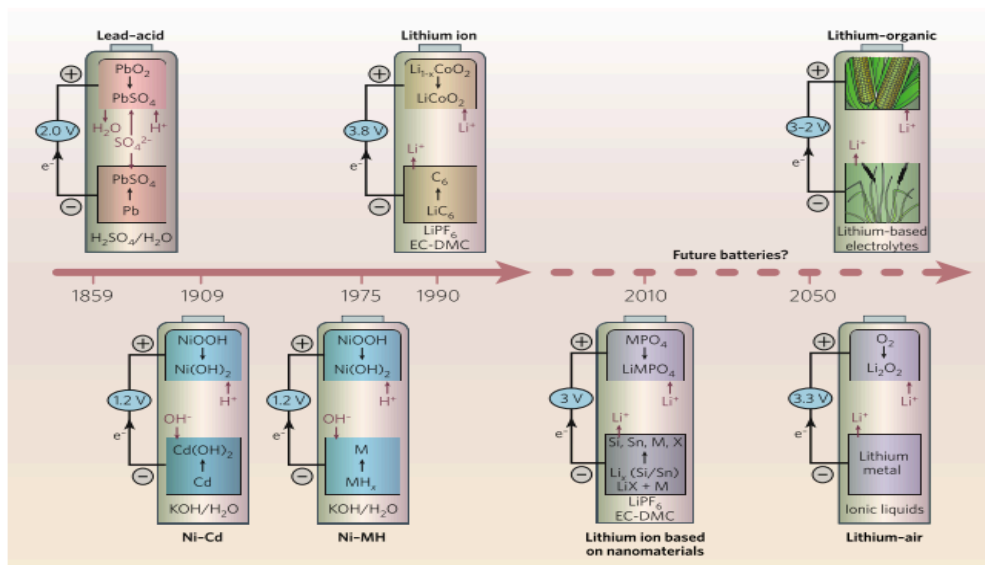 Lead–acid
+
PbO₂
PbSO₄
H₂O
H⁺
SO₄²⁻
2.0 V
e⁻
PbSO₄
Pb
−
H₂SO₄/H₂O
Lithium ion
+
Li₁₋ₓCoO₂
LiCoO₂
Li⁺
3.8 V
Li⁺
e⁻
C₆
LiC₆
−
LiPF₆
EC-DMC
Lithium–organic
+
Li⁺
3–2 V
Li⁺
e⁻
−
Lithium-based
electrolytes
Future batteries?
1859
1909
1975
1990
2010
2050
+
NiOOH
Ni(OH)₂
H⁺
1.2 V
OH⁻
e⁻
Cd(OH)₂
Cd
−
KOH/H₂O
Ni–Cd
+
NiOOH
Ni(OH)₂
H⁺
1.2 V
OH⁻
e⁻
M
MHₓ
−
KOH/H₂O
Ni–MH
+
MPO₄
LiMPO₄
Li⁺
3 V
Li⁺
e⁻
Si, Sn, M, X
Liₓ (Si/Sn)
LiX + M
−
LiPF₆
EC-DMC
Lithium ion based
on nanomaterials
+
O₂
Li₂O₂
Li⁺
3.3 V
Li⁺
e⁻
Lithium
metal
−
Ionic liquids
Lithium–air